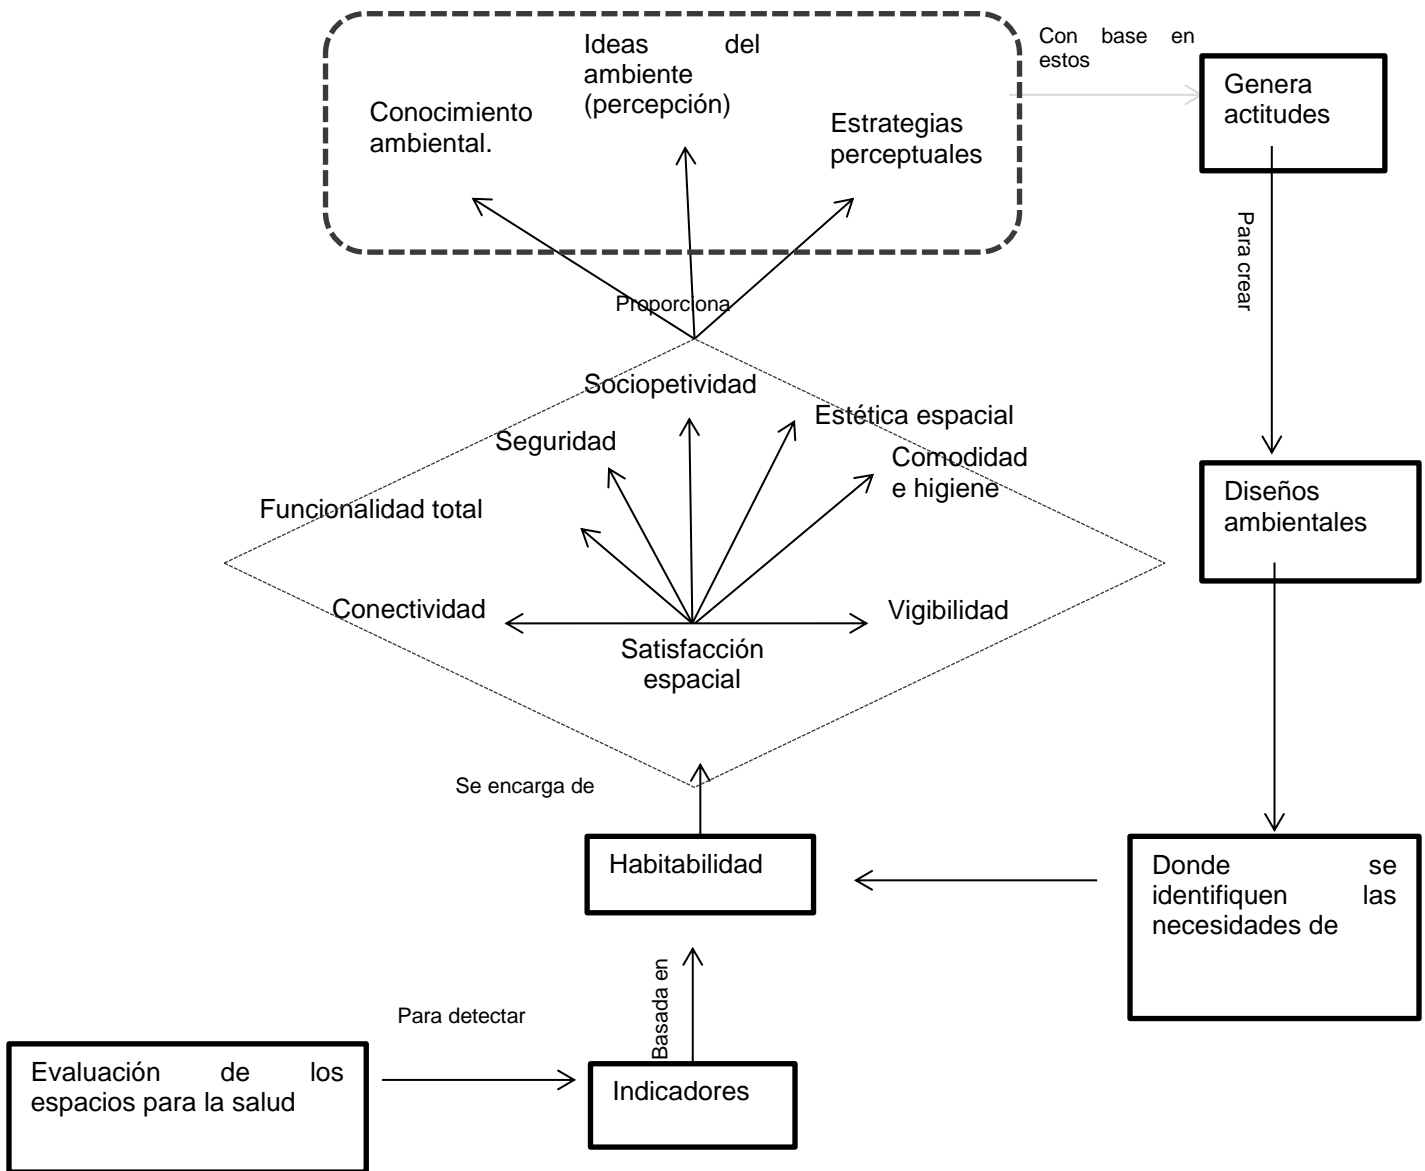 Ideas del
ambiente
(percepción)
Conocimiento
ambiental.
Estrategias
perceptuales
Con base en
estos
Genera
actitudes
Para crear
Proporciona
Sociopetividad
Estética espacial
Seguridad
Comodidad
e higiene
Funcionalidad total
Conectividad
Vigibilidad
Satisfacción
espacial
Diseños
ambientales
Se encarga de
Habitabilidad
Donde se
identifiquen las
necesidades de
Basada en
Para detectar
Evaluación de los
espacios para la salud
Indicadores